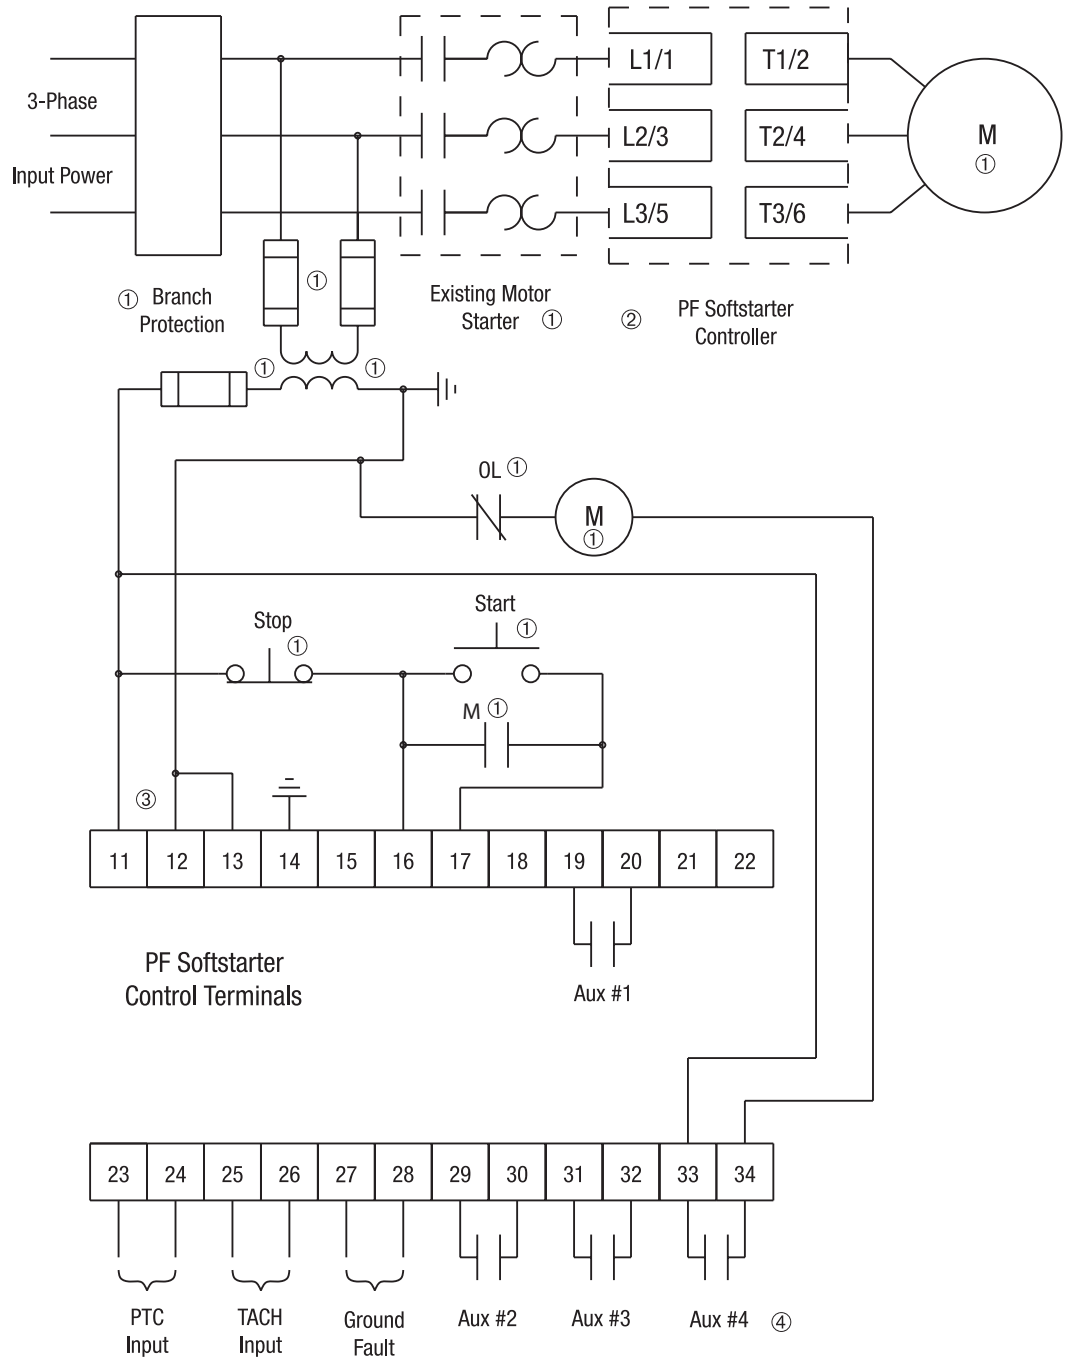 3-Phase
Input Power
L1/1
T1/2
L2/3
T2/4
L3/5
T3/6
M
①
① Branch
Protection
①
Existing Motor
Starter ①
② PF Softstarter
Controller
①
①
OL ①
M
①
Stop
①
Start
①
M ①
③
11 12 13 14 15 16 17 18 19 20 21 22
PF Softstarter
Control Terminals
Aux #1
23 24 25 26 27 28 29 30 31 32 33 34
PTC
Input
TACH
Input
Ground
Fault
Aux #2
Aux #3
Aux #4 ④